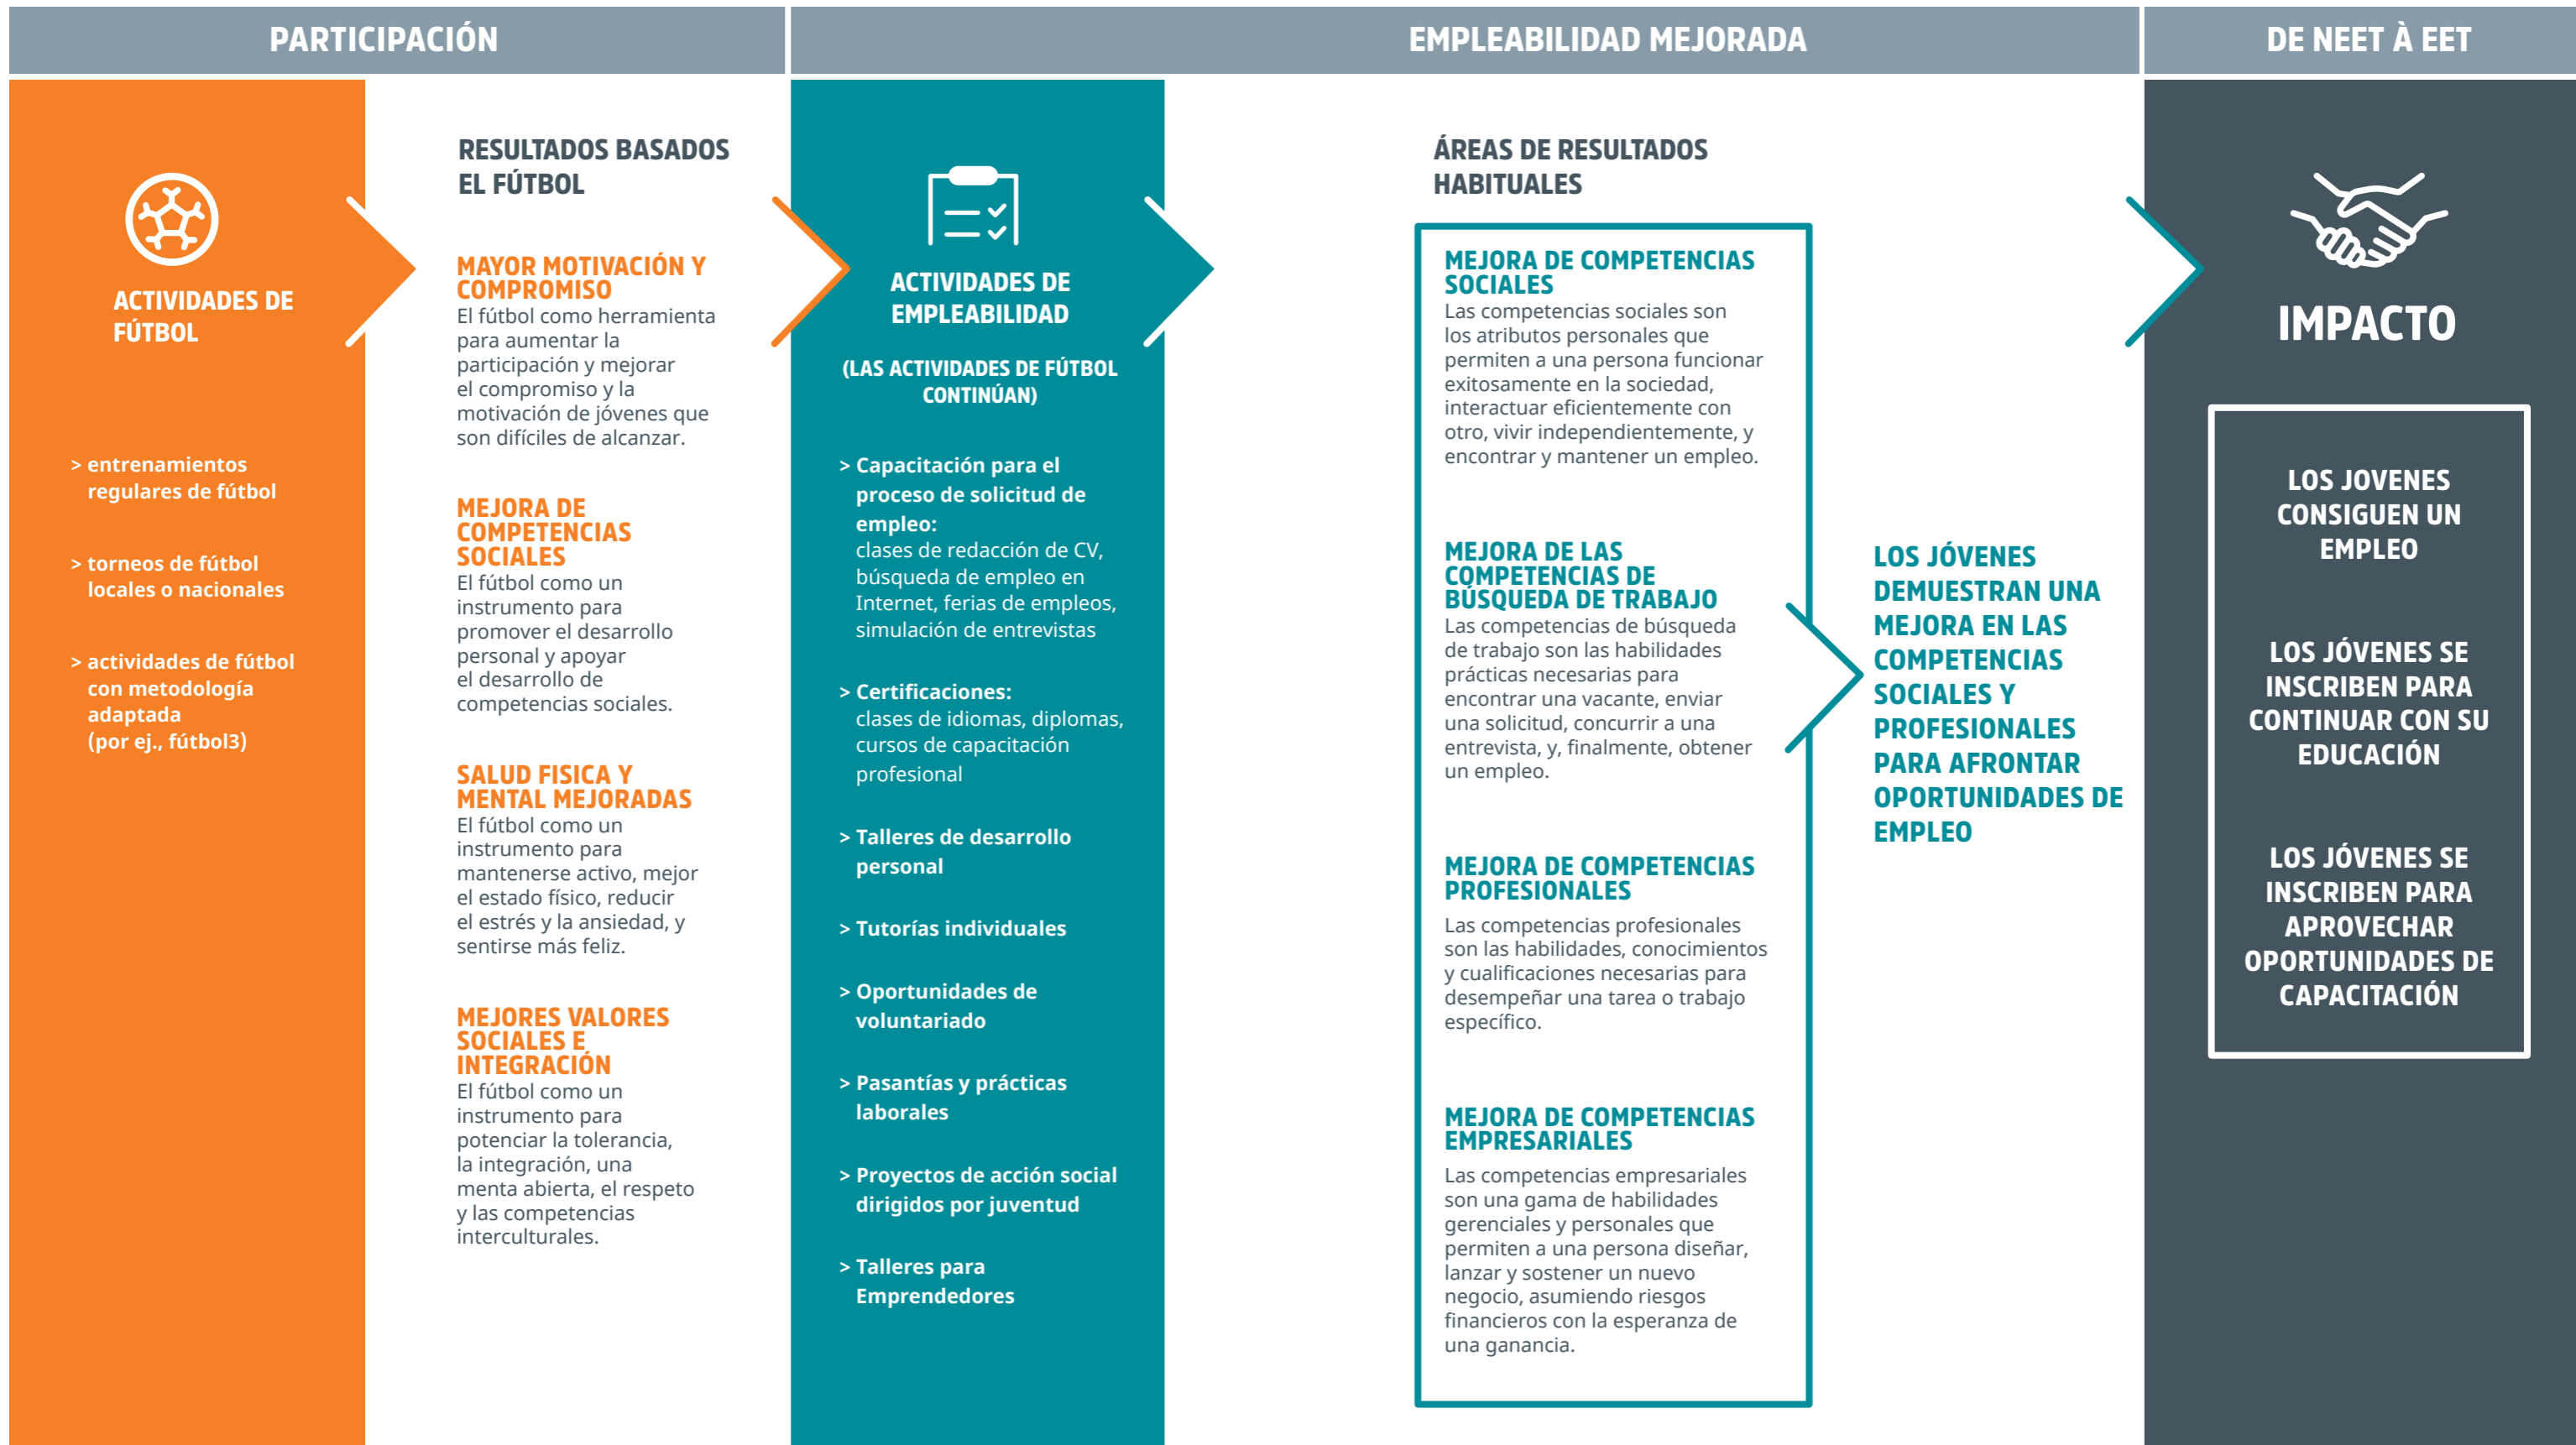 PARTICIPACIÓN
EMPLEABILIDAD MEJORADA
DE NEET À EET
ACTIVIDADES DE
FÚTBOL
> entrenamientos
regulares de fútbol
> torneos de fútbol
locales o nacionales
> actividades de fútbol
con metodología
adaptada
(por ej., fútbol3)
RESULTADOS BASADOS
EL FÚTBOL
MAYOR MOTIVACIÓN Y
COMPROMISO
El fútbol como herramienta
para aumentar la
participación y mejorar
el compromiso y la
motivación de jóvenes que
son difíciles de alcanzar.
MEJORA DE
COMPETENCIAS
SOCIALES
El fútbol como un
instrumento para
promover el desarrollo
personal y apoyar
el desarrollo de
competencias sociales.
SALUD FISICA Y
MENTAL MEJORADAS
El fútbol como un
instrumento para
mantenerse activo, mejor
el estado físico, reducir
el estrés y la ansiedad, y
sentirse más feliz.
MEJORES VALORES
SOCIALES E
INTEGRACIÓN
El fútbol como un
instrumento para
potenciar la tolerancia,
la integración, una
menta abierta, el respeto
y las competencias
interculturales.
ACTIVIDADES DE
EMPLEABILIDAD
(LAS ACTIVIDADES DE FÚTBOL
CONTINÚAN)
> Capacitación para el
proceso de solicitud de
empleo:
clases de redacción de CV,
búsqueda de empleo en
Internet, ferias de empleos,
simulación de entrevistas
> Certificaciones:
clases de idiomas, diplomas,
cursos de capacitación
profesional
> Talleres de desarrollo
personal
> Tutorías individuales
> Oportunidades de
voluntariado
> Pasantías y prácticas
laborales
> Proyectos de acción social
dirigidos por juventud
> Talleres para
Emprendedores
ÁREAS DE RESULTADOS
HABITUALES
MEJORA DE COMPETENCIAS
SOCIALES
Las competencias sociales son
los atributos personales que
permiten a una persona funcionar
exitosamente en la sociedad,
interactuar eficientemente con
otro, vivir independientemente, y
encontrar y mantener un empleo.
MEJORA DE LAS
COMPETENCIAS DE
BÚSQUEDA DE TRABAJO
Las competencias de búsqueda
de trabajo son las habilidades
prácticas necesarias para
encontrar una vacante, enviar
una solicitud, concurrir a una
entrevista, y, finalmente, obtener
un empleo.
MEJORA DE COMPETENCIAS
PROFESIONALES
Las competencias profesionales
son las habilidades, conocimientos
y cualificaciones necesarias para
desempeñar una tarea o trabajo
específico.
MEJORA DE COMPETENCIAS
EMPRESARIALES
Las competencias empresariales
son una gama de habilidades
gerenciales y personales que
permiten a una persona diseñar,
lanzar y sostener un nuevo
negocio, asumiendo riesgos
financieros con la esperanza de
una ganancia.
LOS JÓVENES
DEMUESTRAN UNA
MEJORA EN LAS
COMPETENCIAS
SOCIALES Y
PROFESIONALES
PARA AFRONTAR
OPORTUNIDADES DE
EMPLEO
IMPACTO
LOS JOVENES
CONSIGUEN UN
EMPLEO
LOS JÓVENES SE
INSCRIBEN PARA
CONTINUAR CON SU
EDUCACIÓN
LOS JÓVENES SE
INSCRIBEN PARA
APROVECHAR
OPORTUNIDADES DE
CAPACITACIÓN